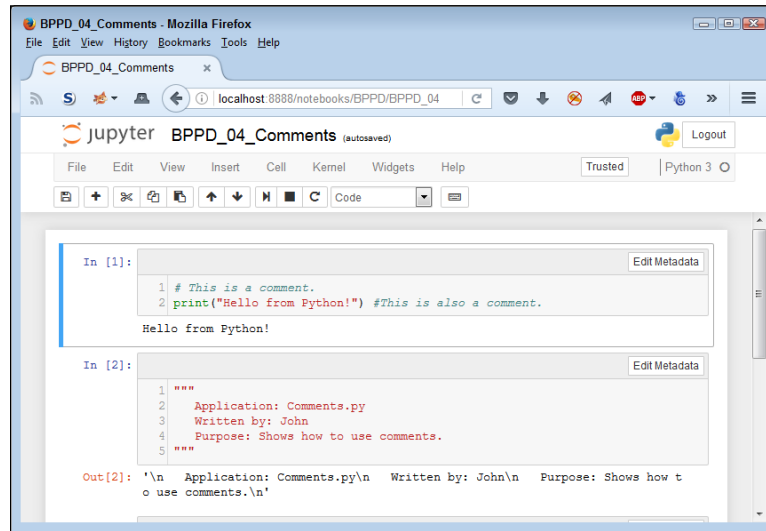 BPPD_04_Comments - Mozilla Firefox
File Edit View History Bookmarks Tools Help
BPPD_04_Comments ×
S ABP » localhost:8888/notebooks/BPPD/BPPD_04
jupyter BPPD_04_Comments (autosaved) Logout
File Edit View Insert Cell Kernel Widgets Help Trusted Python 3
Code
In [1]: Edit Metadata
1 # This is a comment.
2 print("Hello from Python!") #This is also a comment.
Hello from Python!
In [2]: Edit Metadata
1 """
2 Application: Comments.py
3 Written by: John
4 Purpose: Shows how to use comments.
5 """
Out[2]: '\n   Application: Comments.py\n   Written by: John\n   Purpose: Shows how t
o use comments.\n'